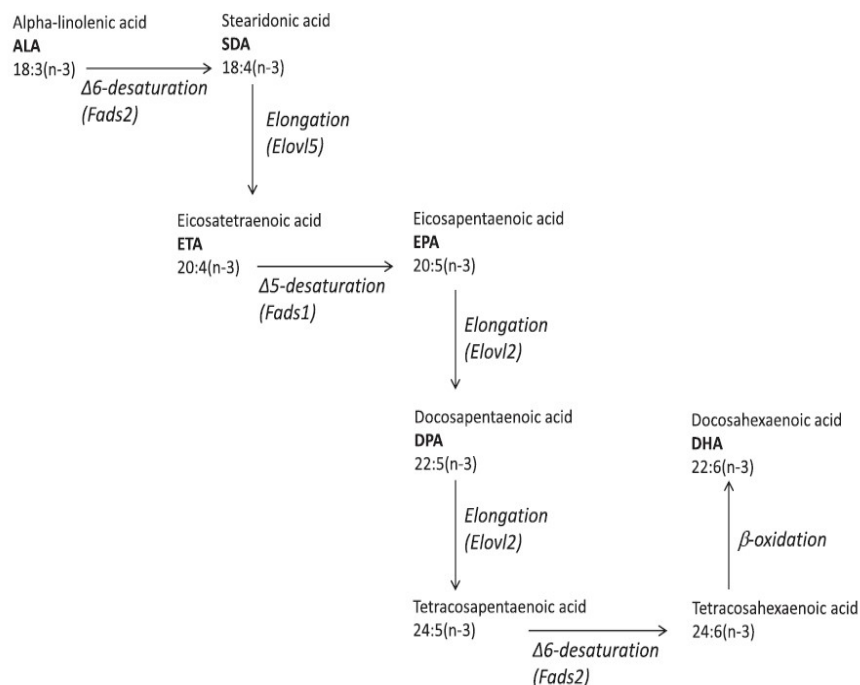 Alpha-linolenic acid
ALA
18:3(n-3)
Δ6-desaturation
(Fads2)
Stearidonic acid
SDA
18:4(n-3)
Elongation
(Elovl5)
Eicosatetraenoic acid
ETA
20:4(n-3)
Δ5-desaturation
(Fads1)
Eicosapentaenoic acid
EPA
20:5(n-3)
Elongation
(Elovl2)
Docosapentaenoic acid
DPA
22:5(n-3)
Elongation
(Elovl2)
Tetracosapentaenoic acid
24:5(n-3)
Δ6-desaturation
(Fads2)
Tetracosahexaenoic acid
24:6(n-3)
β-oxidation
Docosahexaenoic acid
DHA
22:6(n-3)